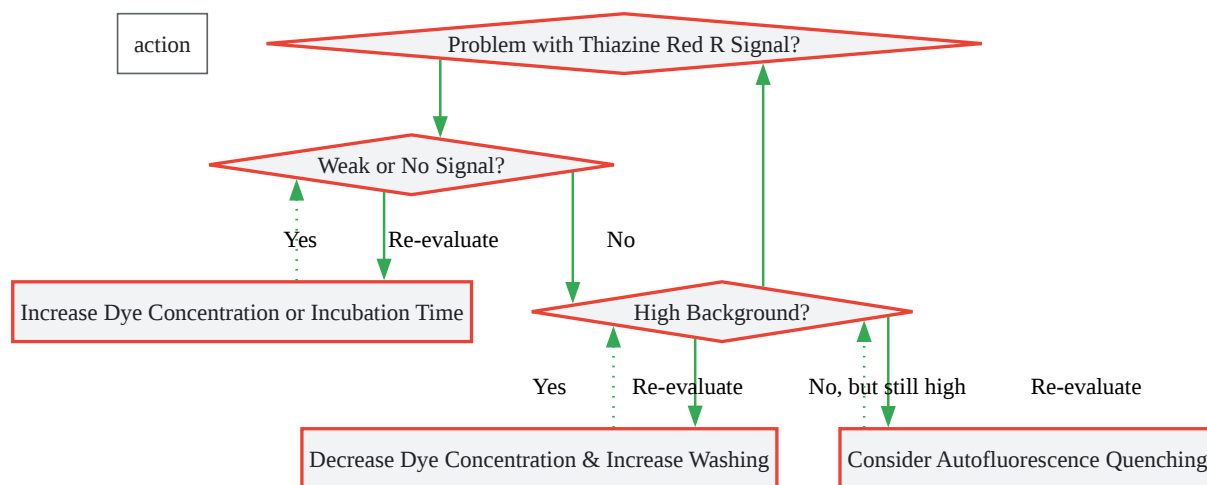 action
Problem with Thiazine Red R Signal?
Weak or No Signal?
Yes
Re-evaluate
No
Increase Dye Concentration or Incubation Time
High Background?
Yes
Re-evaluate
No, but still high
Re-evaluate
Decrease Dye Concentration & Increase Washing
Consider Autofluorescence Quenching